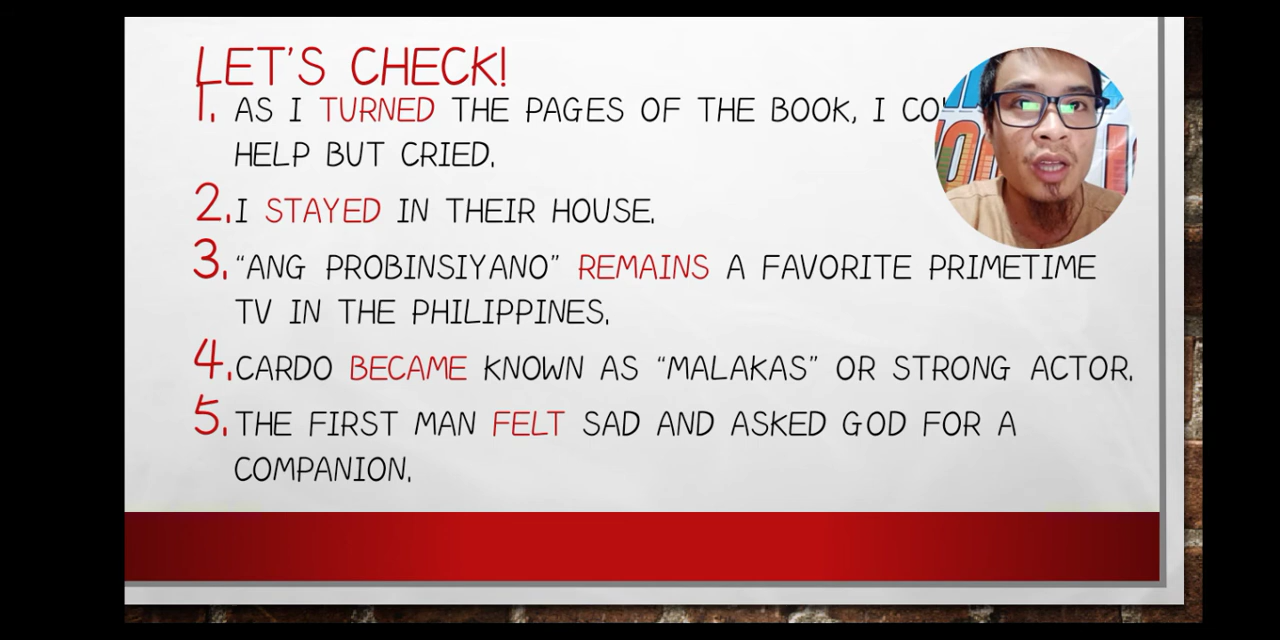 LET'S CHECK!
1. AS I TURNED THE PAGES OF THE BOOK, I
HELP BUT CRIED.
2. I STAYED IN THEIR HOUSE.
3. “ANG PROBINSIYANO” REMAINS A FAVORITE PRIMETIME
TV IN THE PHILIPPINES.
4. CARDO BECAME KNOWN AS “MALAKAS” OR STRONG ACTOR.
5. THE FIRST MAN FELT SAD AND ASKED GOD FOR A
COMPANION.